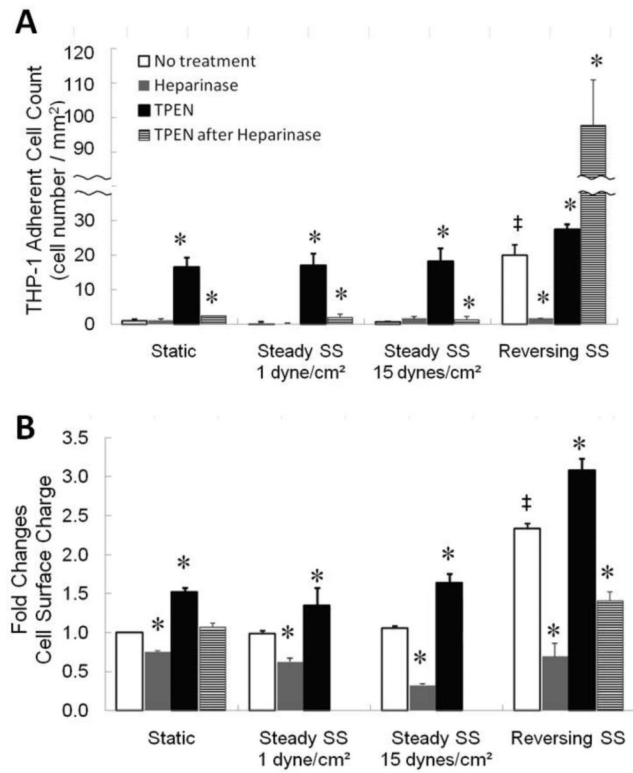 A
THP-1 Adherent Cell Count
(cell number / mm²)
120
110
100
90
30
20
10
0
No treatment
Heparinase
TPEN
TPEN after Heparinase
* * * * * * ‡ * * *
Static
Steady SS
1 dyne/cm²
Steady SS
15 dynes/cm²
Reversing SS
B
Fold Changes
Cell Surface Charge
3.5
3.0
2.5
2.0
1.5
1.0
0.5
0.0
* * * * * * ‡ * * *
Static
Steady SS
1 dyne/cm²
Steady SS
15 dynes/cm²
Reversing SS